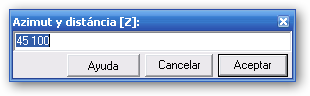 Azimut y distáncia [Z]:
45 100
Ayuda
Cancelar
Aceptar